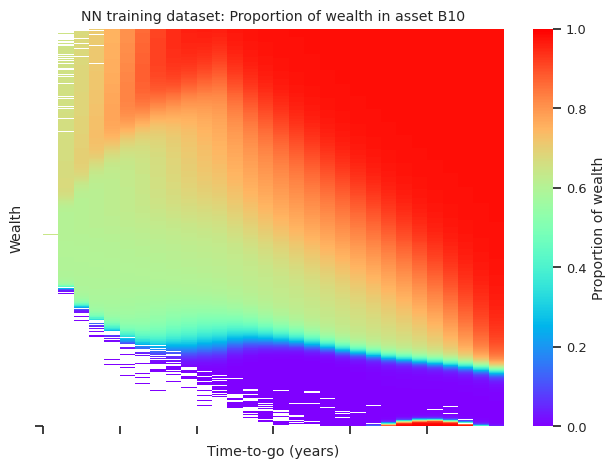 NN training dataset: Proportion of wealth in asset B10
Wealth
Time-to-go (years)
1.0
0.8
0.6
0.4
0.2
0.0
Proportion of wealth